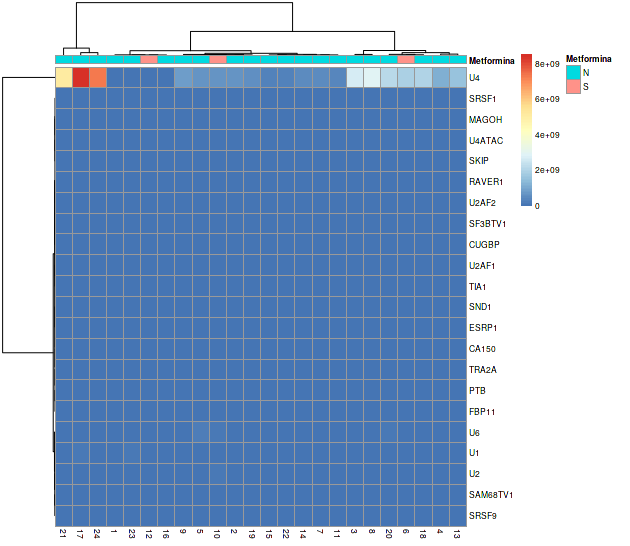 Metformina
U4
SRSF1
MAGOH
U4ATAC
SKIP
RAVER1
U2AF2
SF3BTV1
CUGBP
U2AF1
TIA1
SND1
ESRP1
CA150
TRA2A
PTB
FBP11
U6
U1
U2
SAM68TV1
SRSF9
21 17 24 1 23 12 16 9 5 10 2 19 15 22 14 7 11 3 8 20 6 18 4 13
8e+09
6e+09
4e+09
2e+09
0
Metformina
N
S